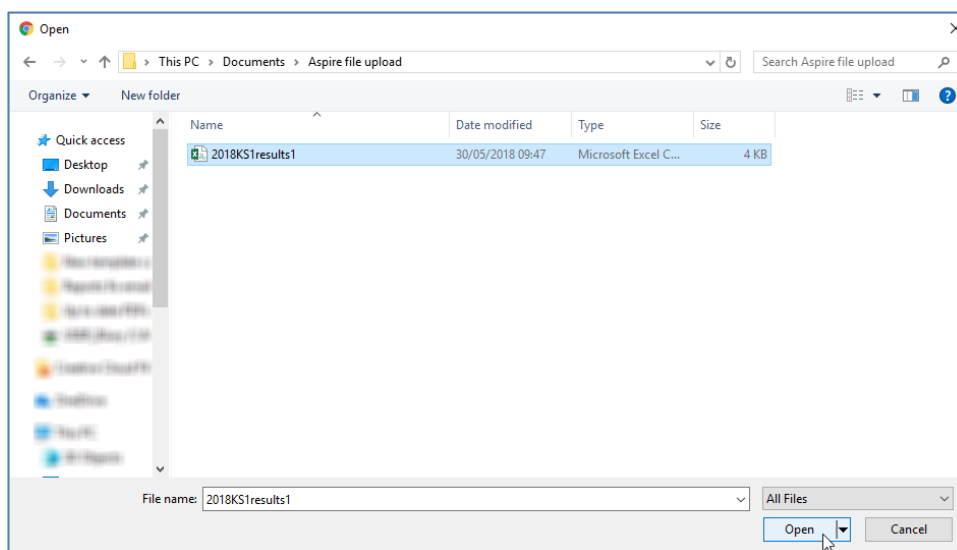 Open
This PC > Documents > Aspire file upload
Search Aspire file upload
Organize New folder
Name Date modified Type Size
Quick access
2018KS1results1 30/05/2018 09:47 Microsoft Excel C... 4 KB
Desktop
Downloads
Documents
Pictures
File name: 2018KS1results1 All Files
Open Cancel